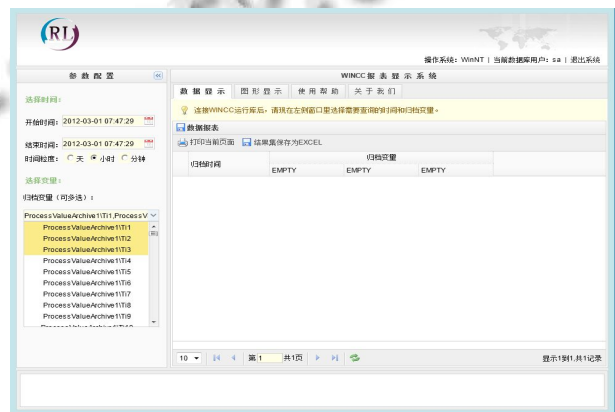 RL
操作系统：WinNT | 当前数据库用户：sa | 退出系统
参数配置
WINCC报表显示系统
数据显示 图形显示 使用帮助 关于我们
选择时间：
连接WINCC运行库后，请现在左侧窗口里选择需要查询的时间和归档变量。
开始时间：2012-03-01 07:47:29
数据报表
结束时间：2012-03-01 07:47:29
打印当前页面 结果集保存为EXCEL
时间粒度： 天 小时 分钟
归档时间
归档变量
EMPTY EMPTY EMPTY
选择变量：
归档变量（可多选）：
ProcessValueArchive1\Ti1,ProcessV
ProcessValueArchive1\Ti1
ProcessValueArchive1\Ti2
ProcessValueArchive1\Ti3
ProcessValueArchive1\Ti4
ProcessValueArchive1\Ti5
ProcessValueArchive1\Ti6
ProcessValueArchive1\Ti7
ProcessValueArchive1\Ti8
ProcessValueArchive1\Ti9
10 第 1 共1页
显示1到1,共1记录